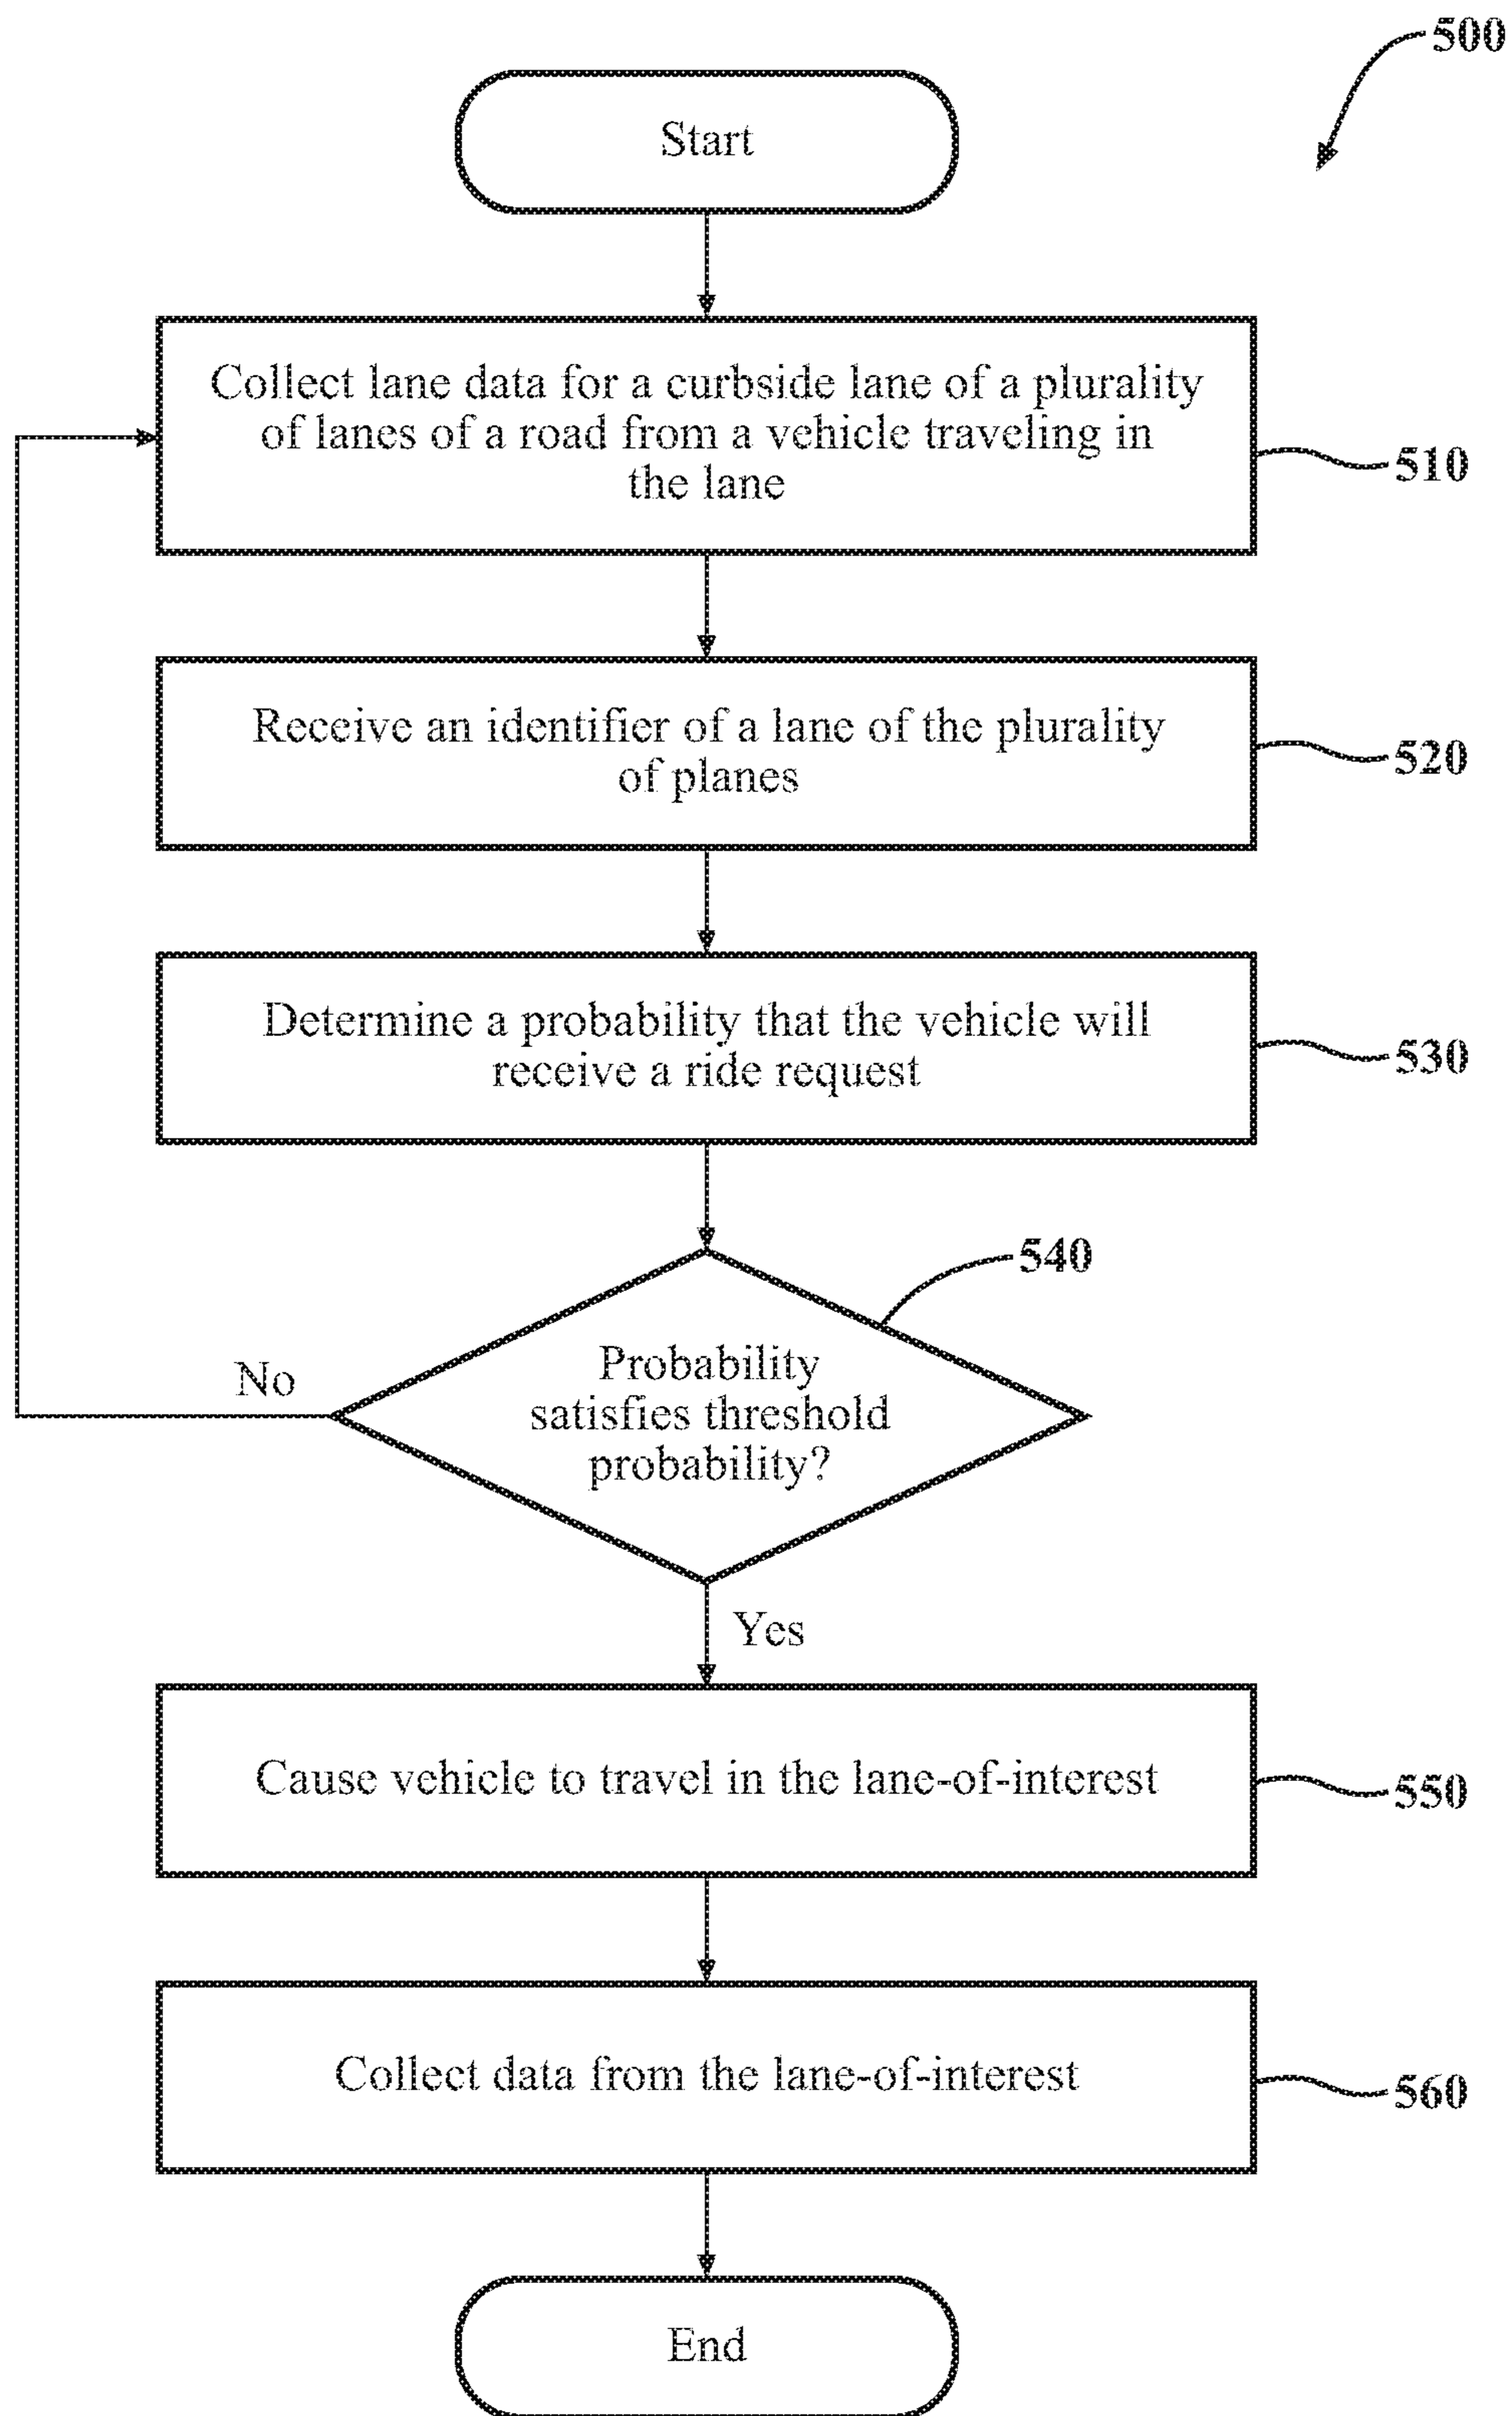 500
Start
Collect lane data for a curbside lane of a plurality
of lanes of a road from a vehicle traveling in
the lane
510
Receive an identifier of a lane of the plurality
of planes
520
Determine a probability that the vehicle will
receive a ride request
530
540
Probability
satisfies threshold
probability?
No
Yes
Cause vehicle to travel in the lane-of-interest
550
Collect data from the lane-of-interest
560
End